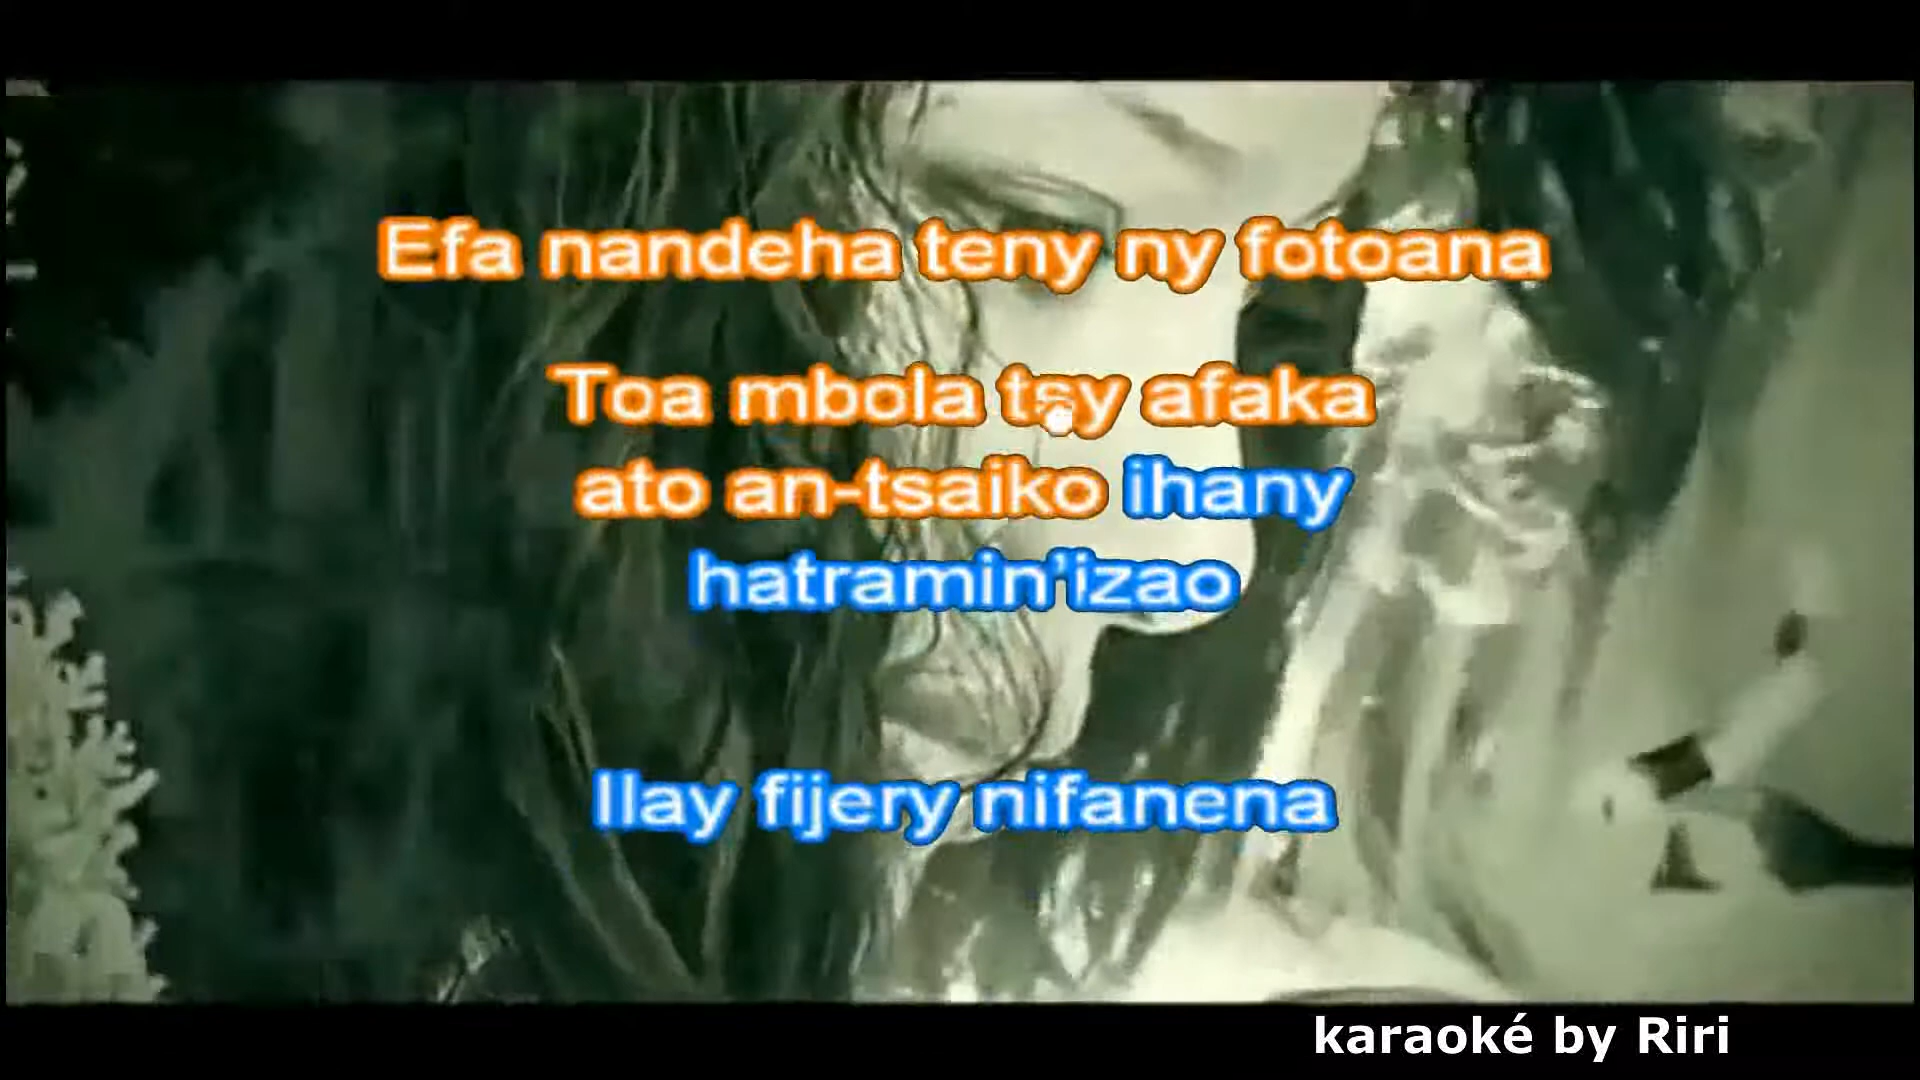 Efa nandeha teny ny fotoana
Toa mbola tsy afaka
ato an-tsaiko ihany
hatramin'izao
Ilay fijery nifanena
karaoké by Riri